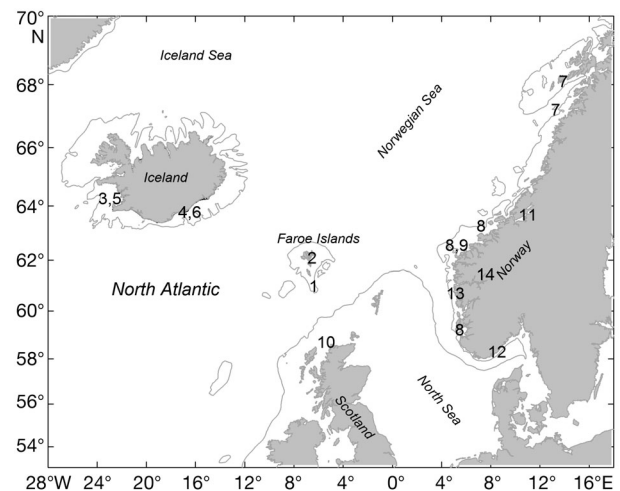 70°
N
Iceland Sea
68°
7
7
Norwegian Sea
66°
Iceland
3,5
64°
4,6
11
8
Faroe Islands
8,9
Norway
62°
2
14
1
13
North Atlantic
60°
8
10
12
58°
56°
North Sea
Scotland
54°
28°W 24° 20° 16° 12° 8° 4° 0° 4° 8° 12° 16°E